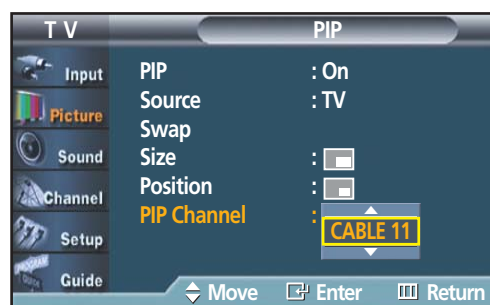 T V
PIP
Input
Picture
Sound
Channel
Setup
Guide
PIP : On
Source : TV
Swap
Size :
Position :
PIP Channel : CABLE 11
Move Enter Return